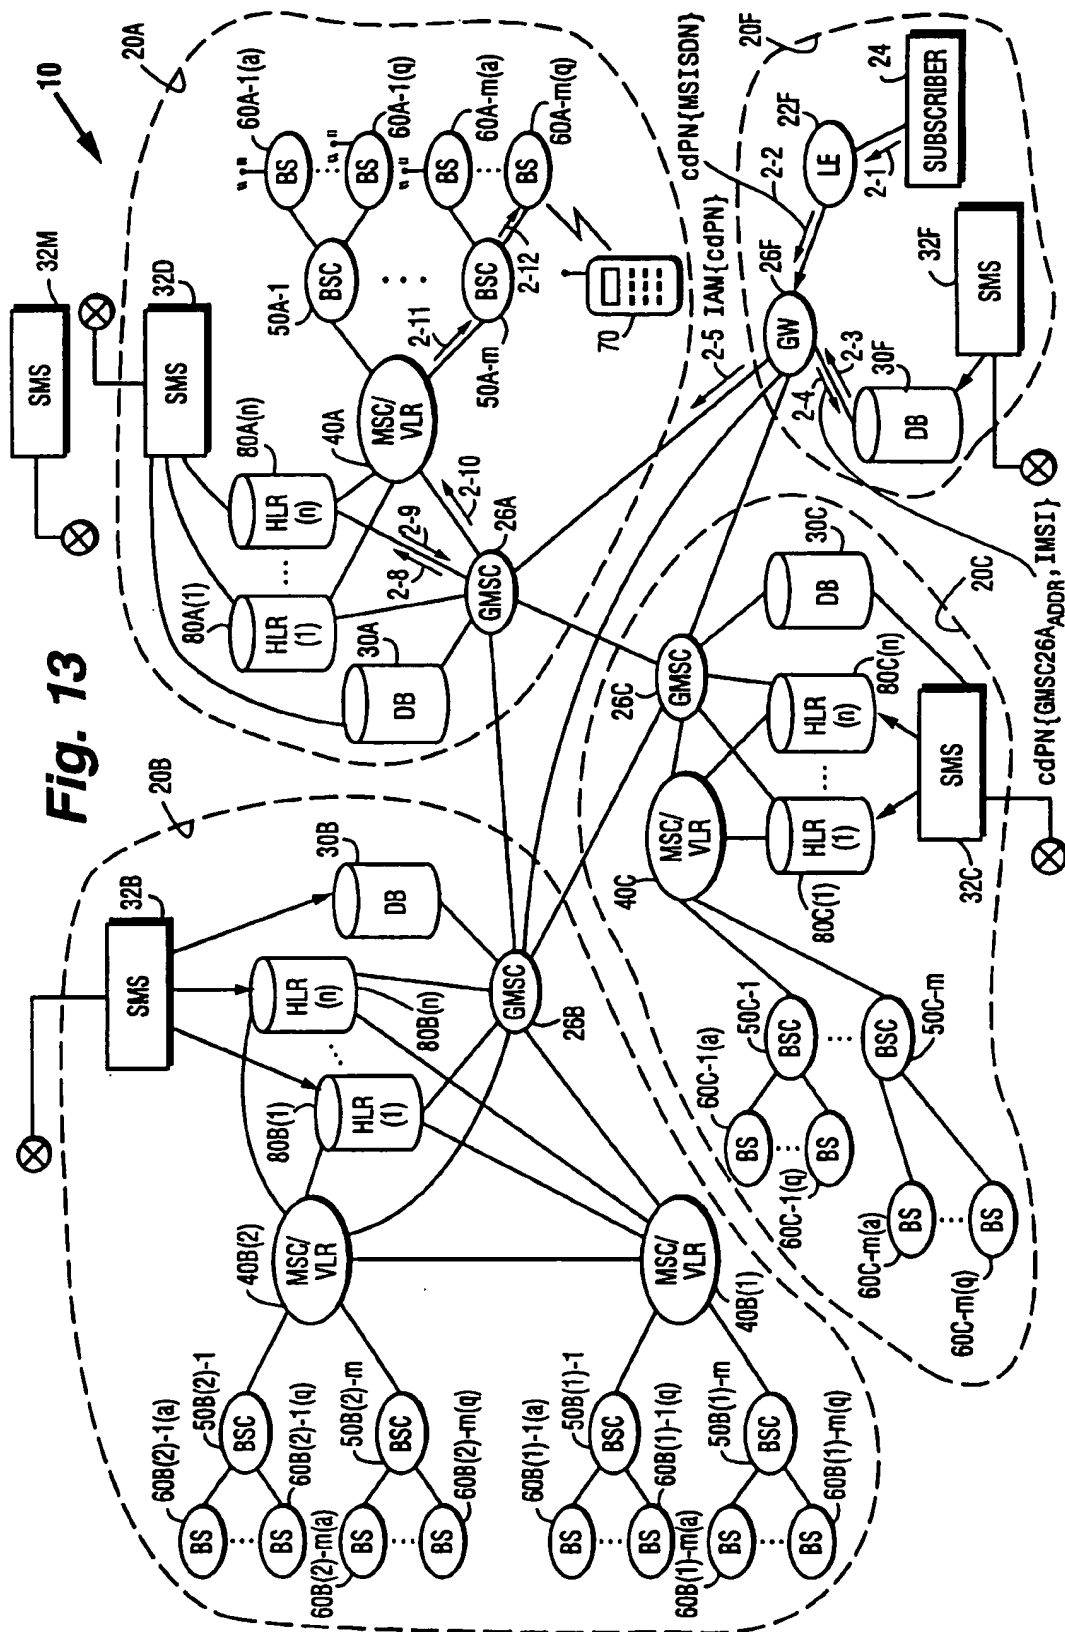 Fig. 13
10
20A
32M
SMS
32D
SMS
80A(n)
HLR
(n)
80A(1)
HLR
(1)
30A
DB
40A
MSC/
VLR
2-8
2-9
2-10
26A
GMSC
50A-1
BSC
50A-m
BSC
2-11
2-12
60A-1(a)
BS
60A-1(q)
BS
60A-m(a)
BS
60A-m(q)
BS
"
"
"
"
"
"
70
20B
32B
SMS
30B
DB
HLR
(n)
80B(n)
80B(1)
HLR
(1)
GMSC
26B
40B(2)
MSC/
VLR
MSC/
VLR
40B(1)
60B(2)-1(a)
BS
50B(2)-1
BSC
60B(2)-1(q)
BS
50B(2)-m
BSC
60B(2)-m(a)
BS
60B(2)-m(q)
BS
60B(1)-1(a)
BS
50B(1)-1
BSC
60B(1)-1(q)
BS
50B(1)-m
BSC
60B(1)-m(a)
BS
60B(1)-m(q)
BS
20C
26C
GMSC
30C
DB
80C(n)
HLR
(n)
80C(1)
HLR
(1)
40C
MSC/
VLR
SMS
32C
50C-1
BSC
50C-m
BSC
60C-1(a)
BS
60C-1(q)
BS
60C-m(a)
BS
60C-m(q)
BS
20F
cdPN{MSISDN}
2-2
2-5 IAM{cdPN}
26F
GW
22F
LE
2-1
24
SUBSCRIBER
2-3
2-4
30F
DB
32F
SMS
cdPN{GMSC26A ADDR, IMSI}